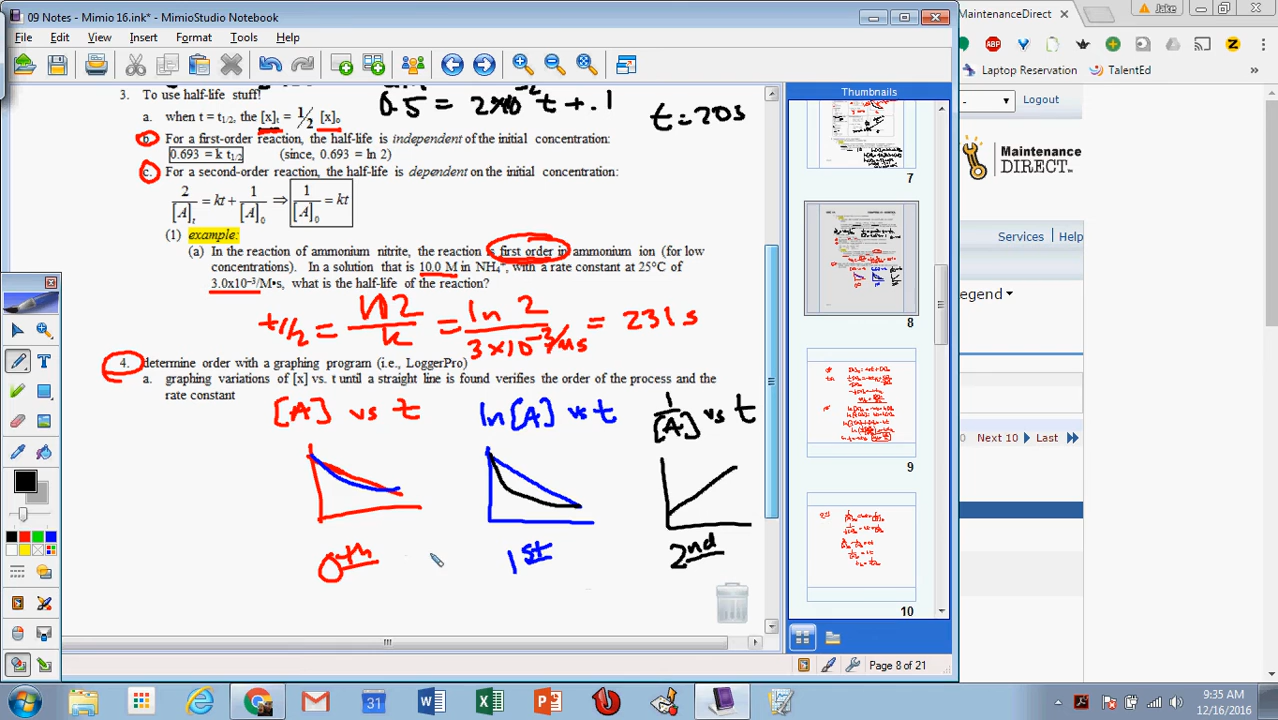 09 Notes - Mimio 16.ink* - MimioStudio Notebook
MaintenanceDirect
Jake
File Edit View Insert Format Tools Help
Laptop Reservation
TalentEd
0.5 = 2x10⁻² t + .1
t = 20s
3. To use half-life stuff!
a. when t = t1/2, the [x]t = 1/2 [x]o
b. For a first-order reaction, the half-life is independent of the initial concentration:
0.693 = k t1/2 (since, 0.693 = ln 2)
c. For a second-order reaction, the half-life is dependent on the initial concentration:
2/[A]t = kt + 1/[A]0 ⇒ 1/[A]0 = kt
(1) example:
(a) In the reaction of ammonium nitrite, the reaction is first order in ammonium ion (for low
concentrations). In a solution that is 10.0 M in NH4⁺, with a rate constant at 25°C of
3.0x10⁻³/M•s, what is the half-life of the reaction?
t1/2 = ln2/k = ln 2/3x10⁻³/Ms = 231 s
4. determine order with a graphing program (i.e., LoggerPro)
a. graphing variations of [x] vs. t until a straight line is found verifies the order of the process and the
rate constant
[A] vs t
ln[A] vs t
1/[A] vs t
0th
1st
2nd
Thumbnails
7
8
9
10
Page 8 of 21
Logout
Maintenance
DIRECT.
Settings
Help
egend
Next 10 Last
31
9:35 AM
12/16/2016